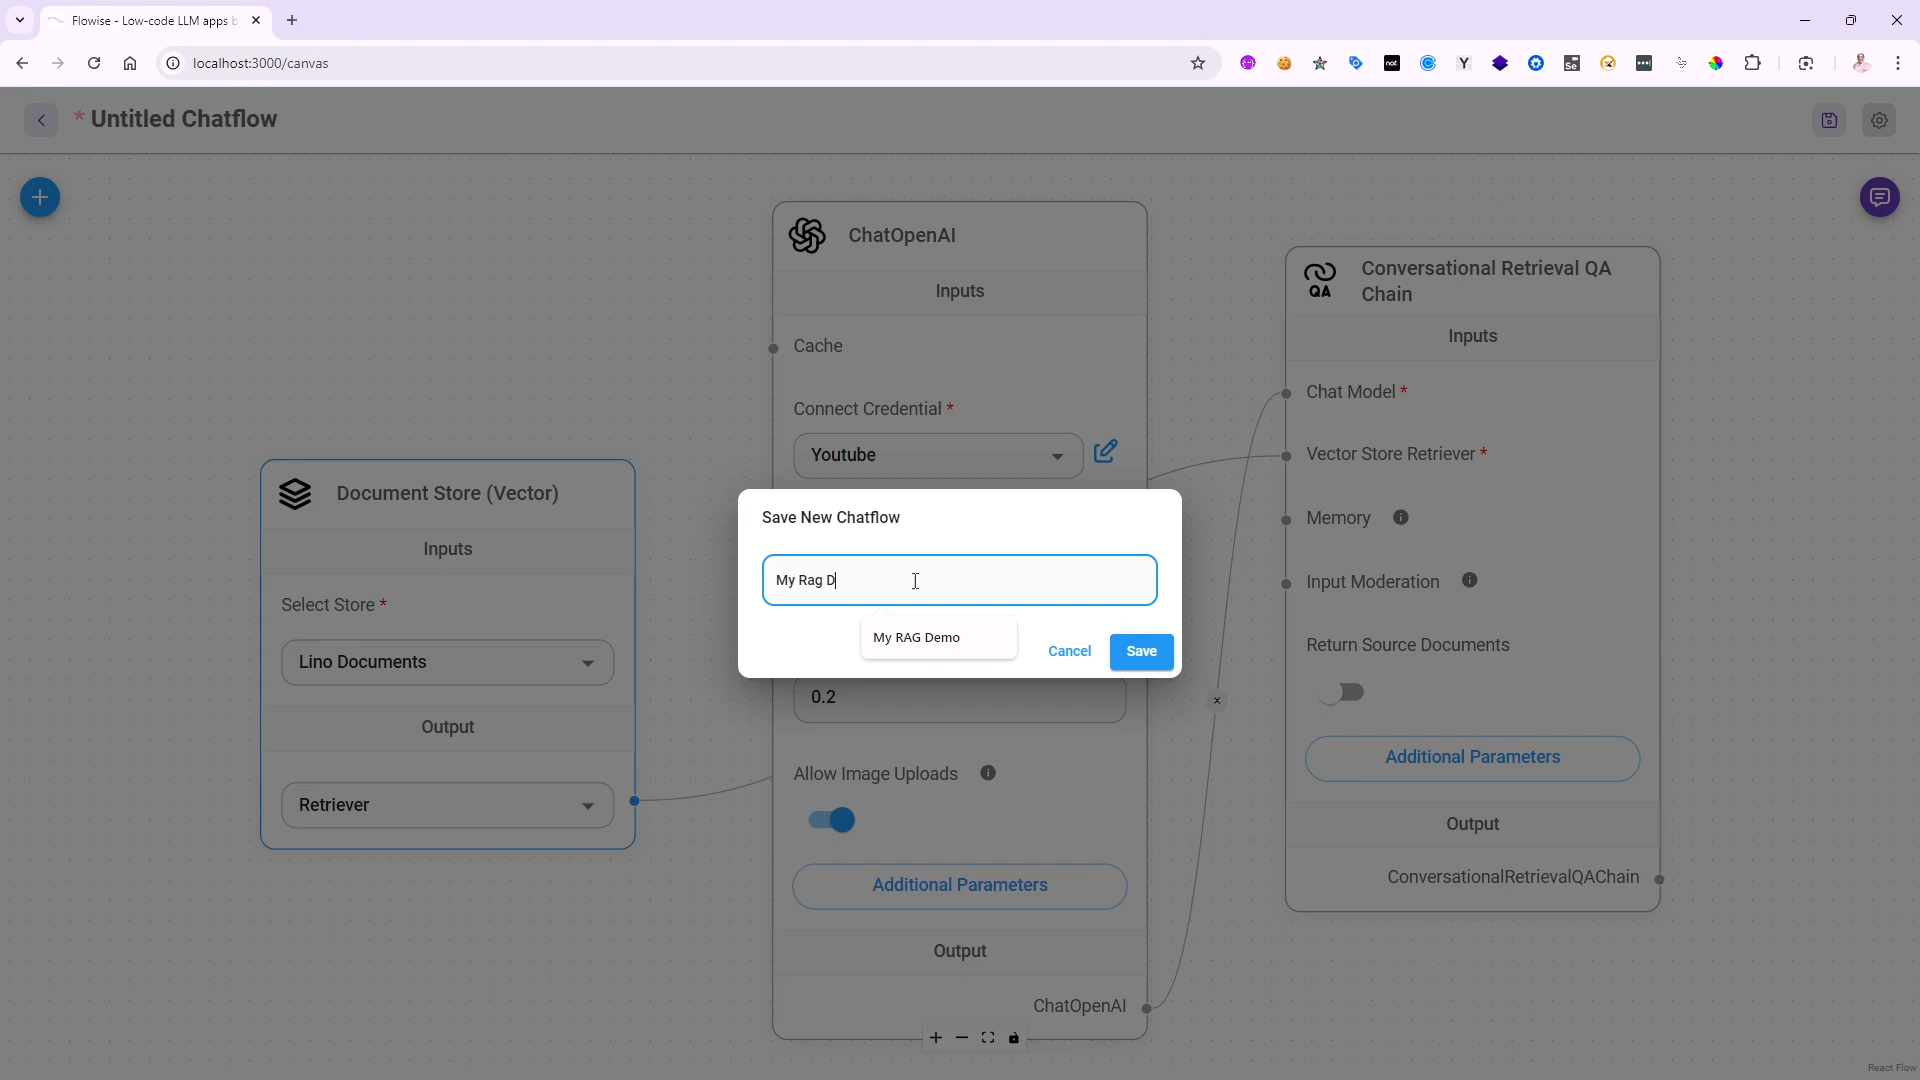 Flowise - Low-code LLM apps b
localhost:3000/canvas
not
Y
Se
* Untitled Chatflow
ChatOpenAI
Inputs
Cache
Connect Credential *
Youtube
Conversational Retrieval QA
Chain
QA
Inputs
Chat Model *
Vector Store Retriever *
Memory
Input Moderation
Return Source Documents
Additional Parameters
Output
ConversationalRetrievalQAChain
Document Store (Vector)
Inputs
Select Store *
Lino Documents
Output
Retriever
Save New Chatflow
My Rag D
My RAG Demo
Cancel
Save
0.2
Allow Image Uploads
Additional Parameters
Output
ChatOpenAI
React Flow